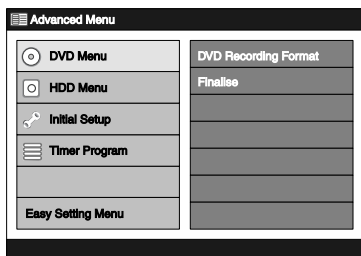 Advanced Menu
DVD Menu
HDD Menu
Initial Setup
Timer Program
Easy Setting Menu
DVD Recording Format
Finalise